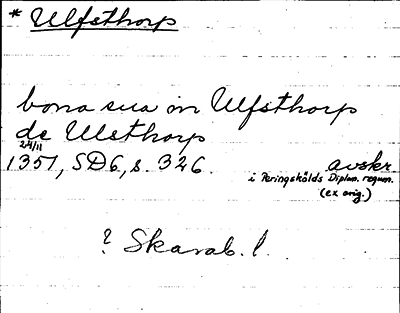 * Ulfsthorp
bona sua in Ulfsthorp
de Ulsthorp
24/11
1351, SD6, s. 326. avskr.
i Peringskölds Diplom. regum.
(ex orig.)
? Skarab. l.